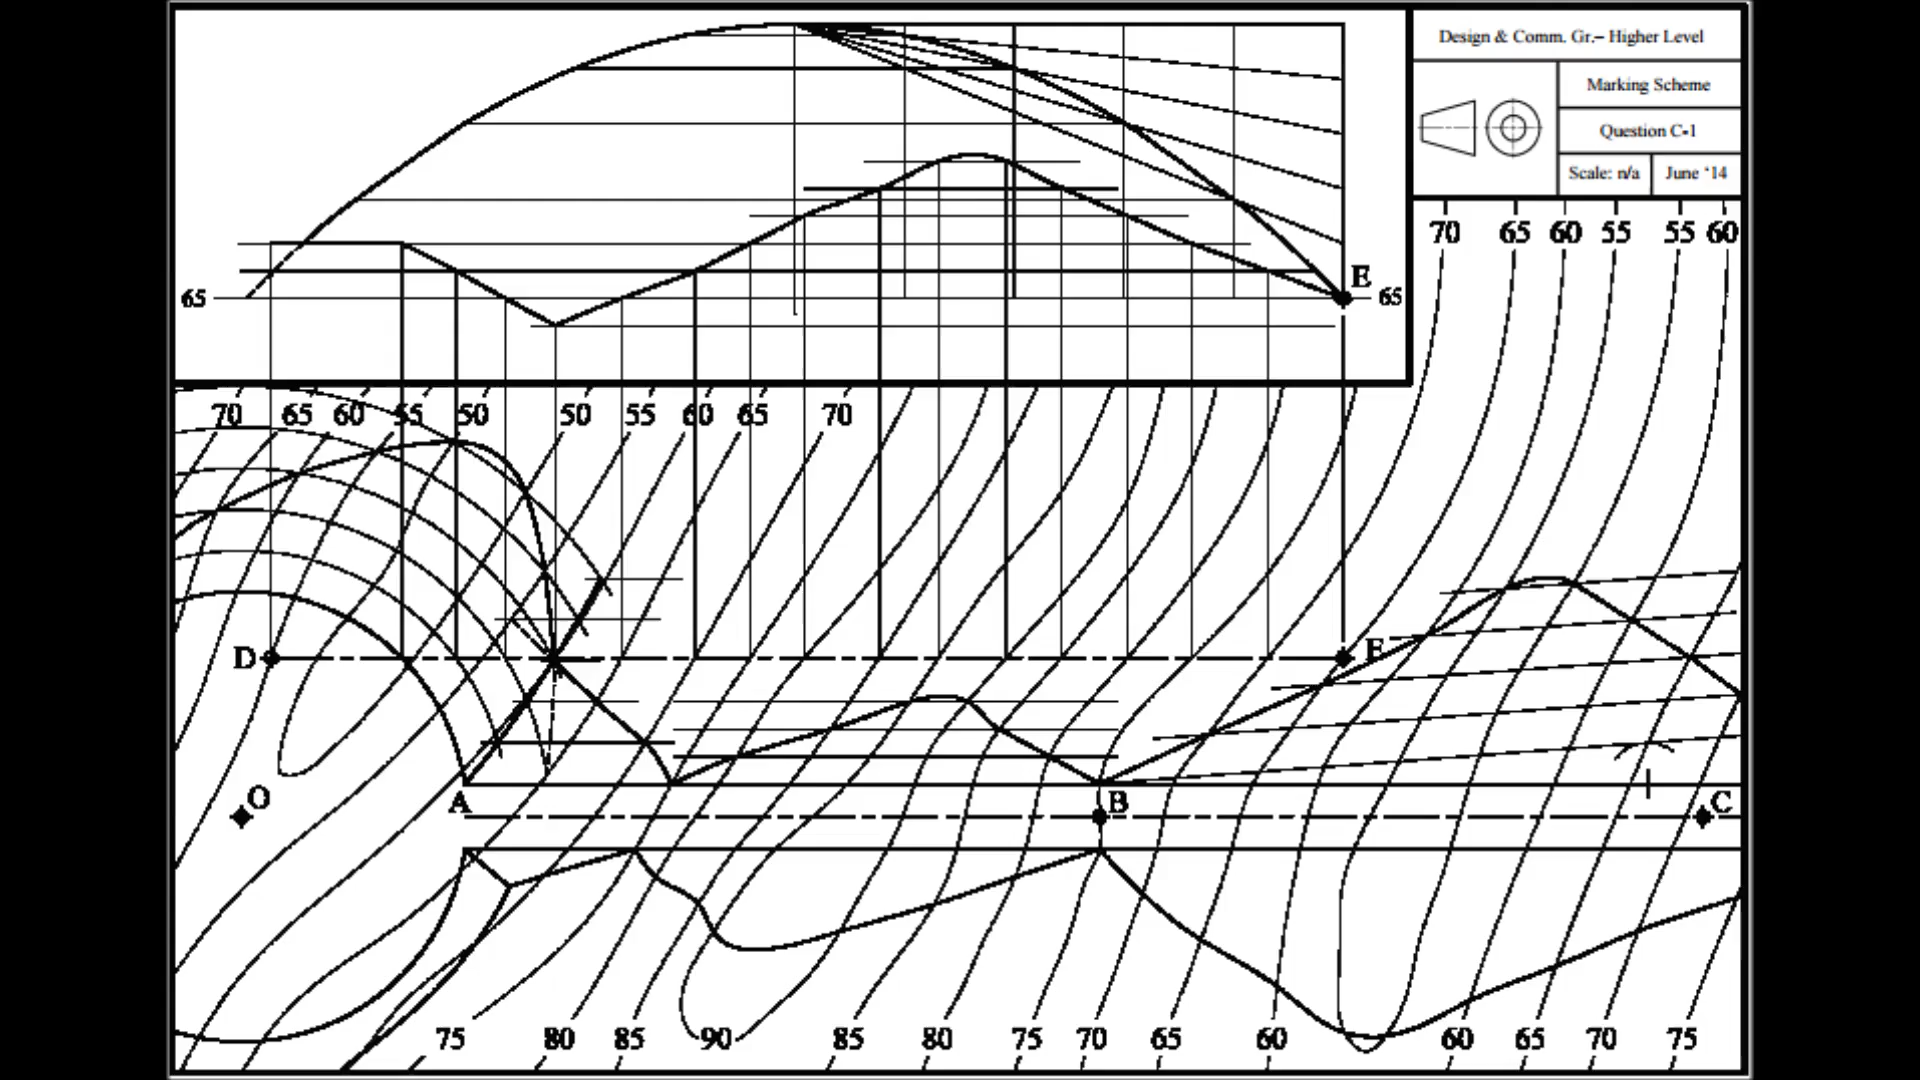 Design & Comm. Gr.– Higher Level
Marking Scheme
Question C-1
Scale: n/a June ‘14
70 65 60 55 55 60
E
65 65
70 65 60 55 50 50 55 60 65 70
D E
A O B C
75 80 85 90 85 80 75 70 65 60 60 65 70 75